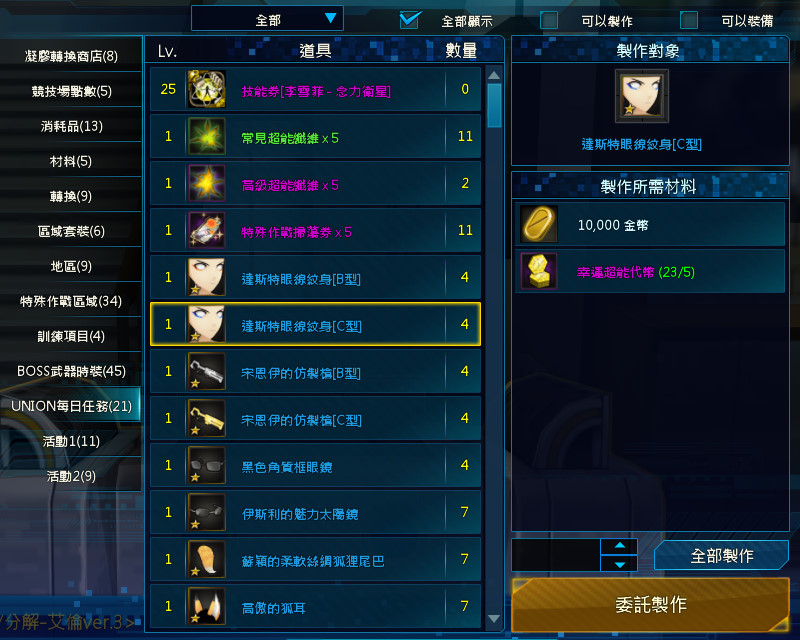 全部
全部顯示
可以製作
可以裝備
凝膠轉換商店(8)
競技場點數(5)
消耗品(13)
材料(5)
轉換(9)
區域套裝(6)
地區(9)
特殊作戰區域(34)
訓練項目(4)
BOSS武器時裝(45)
UNION每日任務(21)
活動1(11)
活動2(9)
Lv. 道具 數量
25 技能券[李雪菲 - 念力衛星] 0
1 常見超能纖維 x 5 11
1 高級超能纖維 x 5 2
1 特殊作戰掃蕩券 x 5 11
1 達斯特眼線紋身[B型] 4
1 達斯特眼線紋身[C型] 4
1 宋恩伊的仿製槍[B型] 4
1 宋恩伊的仿製槍[C型] 4
1 黑色角質框眼鏡 4
1 伊斯利的魅力太陽鏡 7
1 蘇穎的柔軟絲綢狐狸尾巴 7
1 高傲的狐耳 7
製作對象
達斯特眼線紋身[C型]
製作所需材料
10,000 金幣
幸運超能代幣 (23/5)
全部製作
委託製作
/分解-艾倫ver.3>